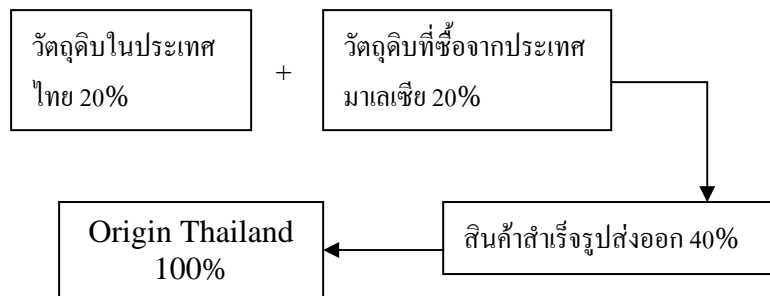 วัตถุดิบในประเทศ
ไทย 20%
+
วัตถุดิบที่ซื้อจากประเทศ
มาเลเซีย 20%
สินค้าสำเร็จรูปส่งออก 40%
Origin Thailand
100%